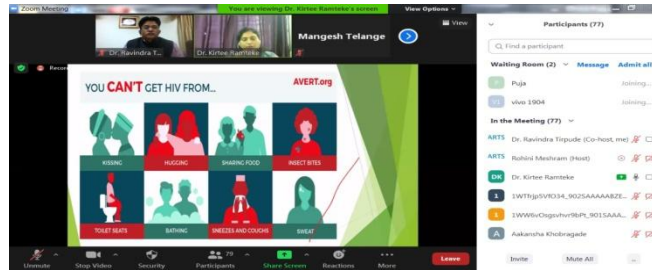 Zoom Meeting
You are viewing Dr. Kirtee Ramteke's screen
View Options
View
Dr. Ravindra T...
Dr. Kirtee Ramteke
Mangesh Telange
Recor
YOU CAN'T GET HIV FROM...
AVERT.org
KISSING
HUGGING
SHARING FOOD
INSECT BITES
TOILET SEATS
BATHING
SNEEZES AND COUGHS
SWEAT
Unmute
Stop Video
Security
Participants
79
Share Screen
Reactions
More
Leave
Participants (77)
Find a participant
Waiting Room (2)
Message
Admit all
P
Puja
Joining...
vivo 1904
Joining...
In the Meeting (77)
ARTS
Dr. Ravindra Tirpude (Co-host, me)
ARTS
Rohini Meshram (Host)
DK
Dr. Kirtee Ramteke
1
1
A
Aakansha Khobragade
Invite
Mute All
...